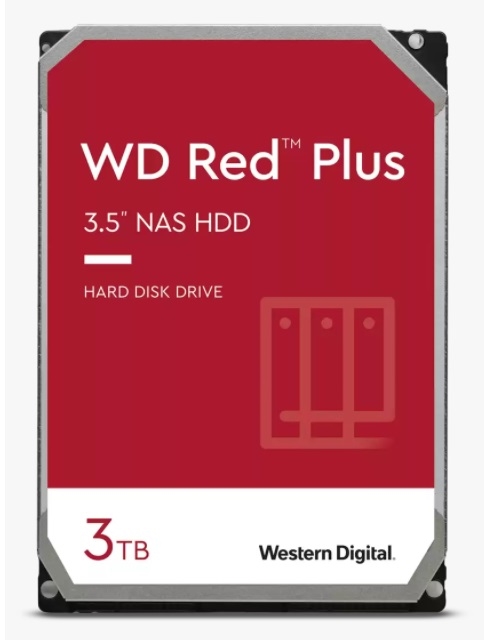 WD Red™ Plus
3.5" NAS HDD
HARD DISK DRIVE
3TB
Western Digital.